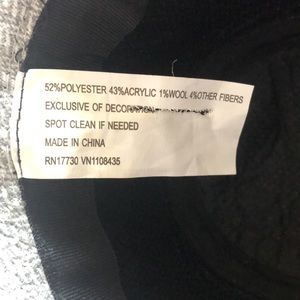 52%POLYESTER 43%ACRYLIC 1%WOOL 4%OTHER FIBERS
EXCLUSIVE OF DECORATION
SPOT CLEAN IF NEEDED
MADE IN CHINA
RN17730 VN1108435